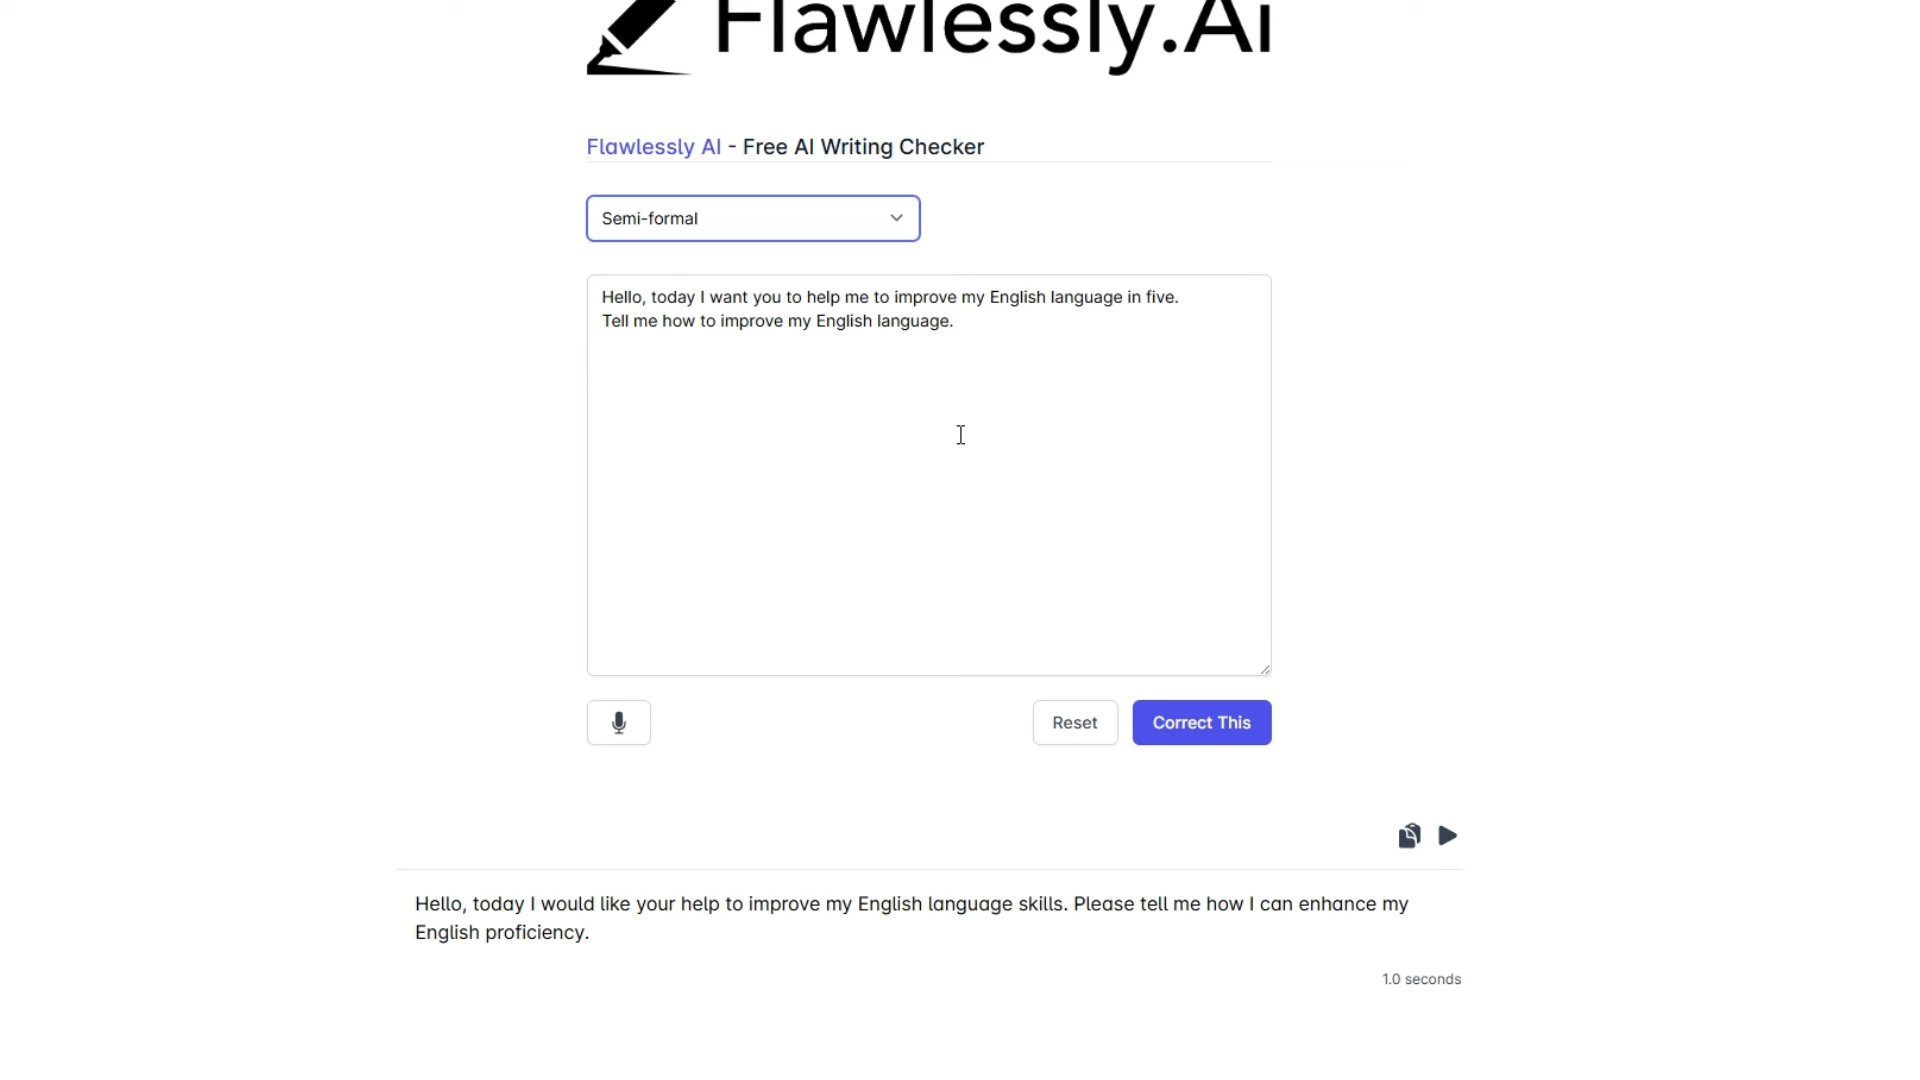 Flawlessly.Ai
Flawlessly AI - Free AI Writing Checker
Semi-formal
Hello, today I want you to help me to improve my English language in five.
Tell me how to improve my English language.
Reset
Correct This
Hello, today I would like your help to improve my English language skills. Please tell me how I can enhance my
English proficiency.
1.0 seconds